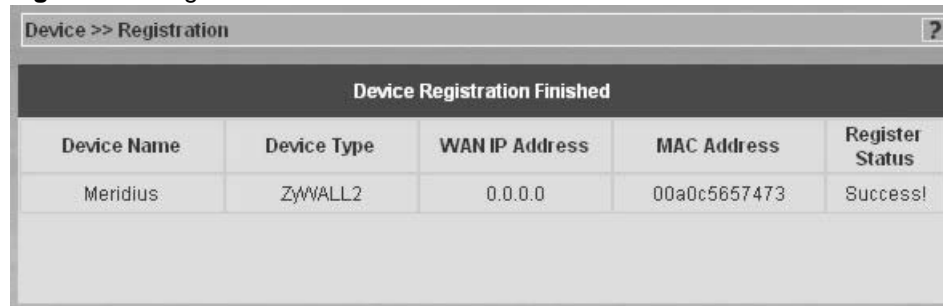 Device >> Registration ?
Device Registration Finished
Device Name Device Type WAN IP Address MAC Address Register Status
Meridius ZyWALL2 0.0.0.0 00a0c5657473 Success!